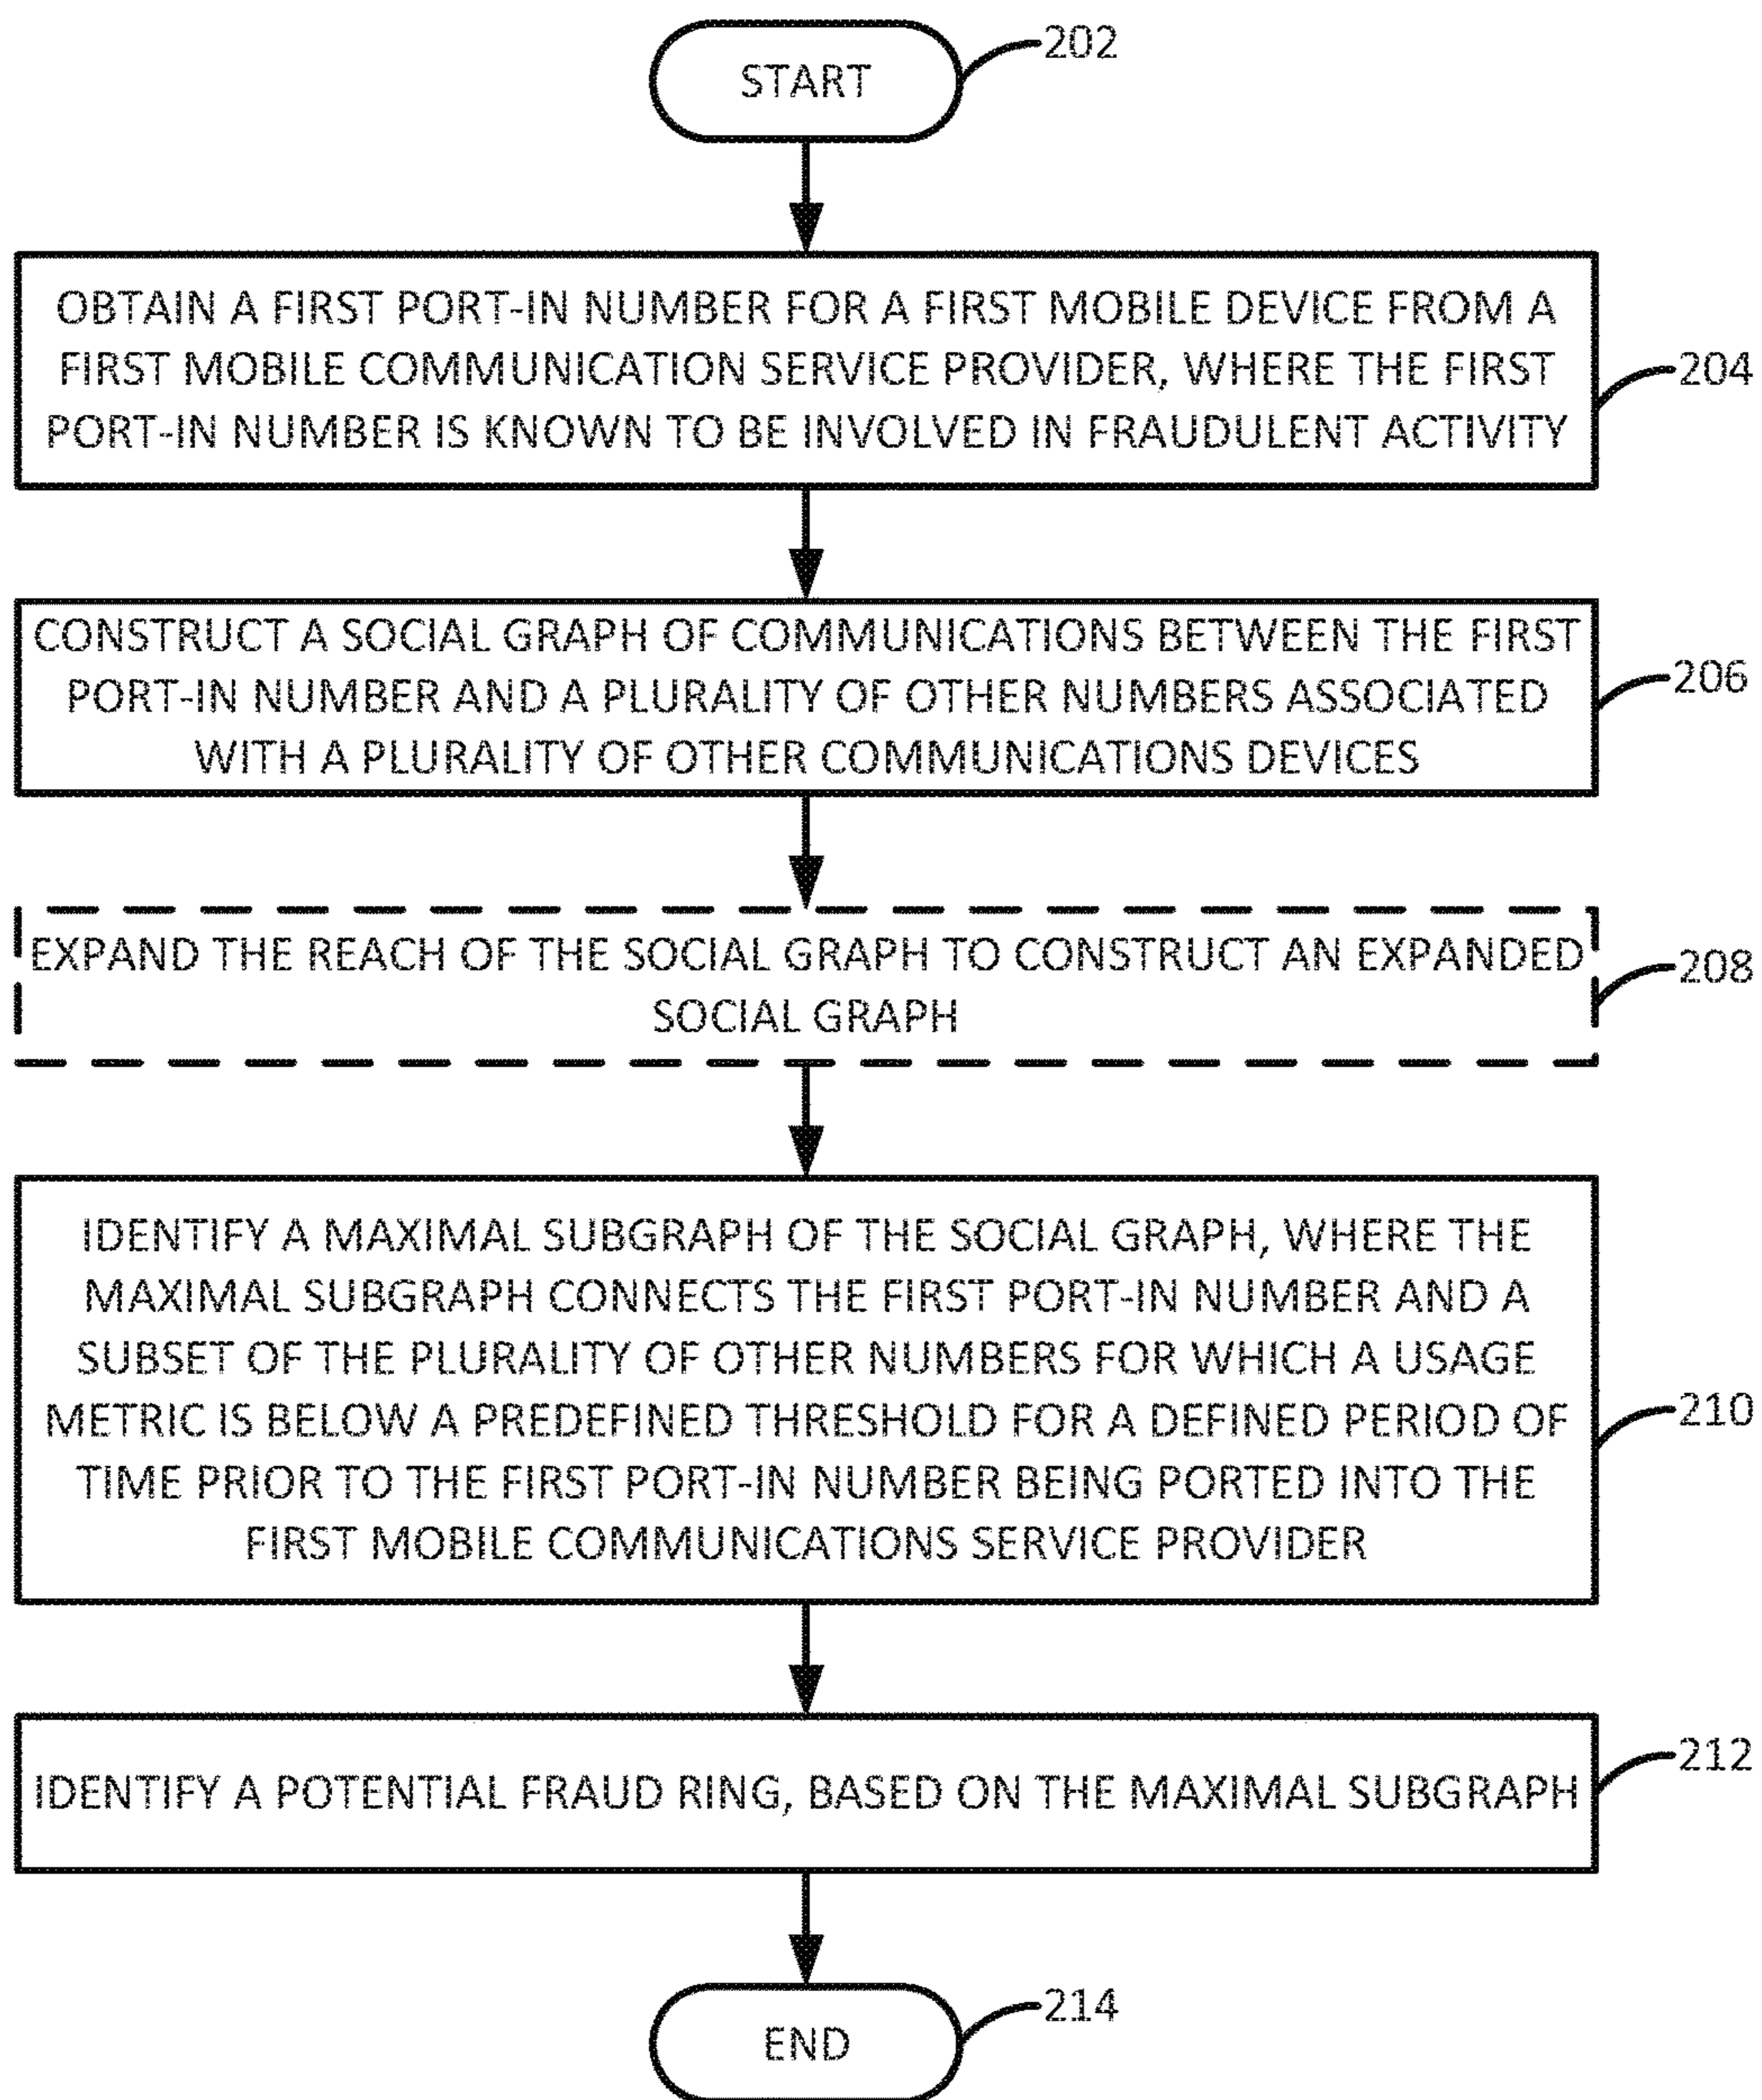 START
202
OBTAIN A FIRST PORT-IN NUMBER FOR A FIRST MOBILE DEVICE FROM A
FIRST MOBILE COMMUNICATION SERVICE PROVIDER, WHERE THE FIRST
PORT-IN NUMBER IS KNOWN TO BE INVOLVED IN FRAUDULENT ACTIVITY
204
CONSTRUCT A SOCIAL GRAPH OF COMMUNICATIONS BETWEEN THE FIRST
PORT-IN NUMBER AND A PLURALITY OF OTHER NUMBERS ASSOCIATED
WITH A PLURALITY OF OTHER COMMUNICATIONS DEVICES
206
EXPAND THE REACH OF THE SOCIAL GRAPH TO CONSTRUCT AN EXPANDED
SOCIAL GRAPH
208
IDENTIFY A MAXIMAL SUBGRAPH OF THE SOCIAL GRAPH, WHERE THE
MAXIMAL SUBGRAPH CONNECTS THE FIRST PORT-IN NUMBER AND A
SUBSET OF THE PLURALITY OF OTHER NUMBERS FOR WHICH A USAGE
METRIC IS BELOW A PREDEFINED THRESHOLD FOR A DEFINED PERIOD OF
TIME PRIOR TO THE FIRST PORT-IN NUMBER BEING PORTED INTO THE
FIRST MOBILE COMMUNICATIONS SERVICE PROVIDER
210
IDENTIFY A POTENTIAL FRAUD RING, BASED ON THE MAXIMAL SUBGRAPH
212
END
214